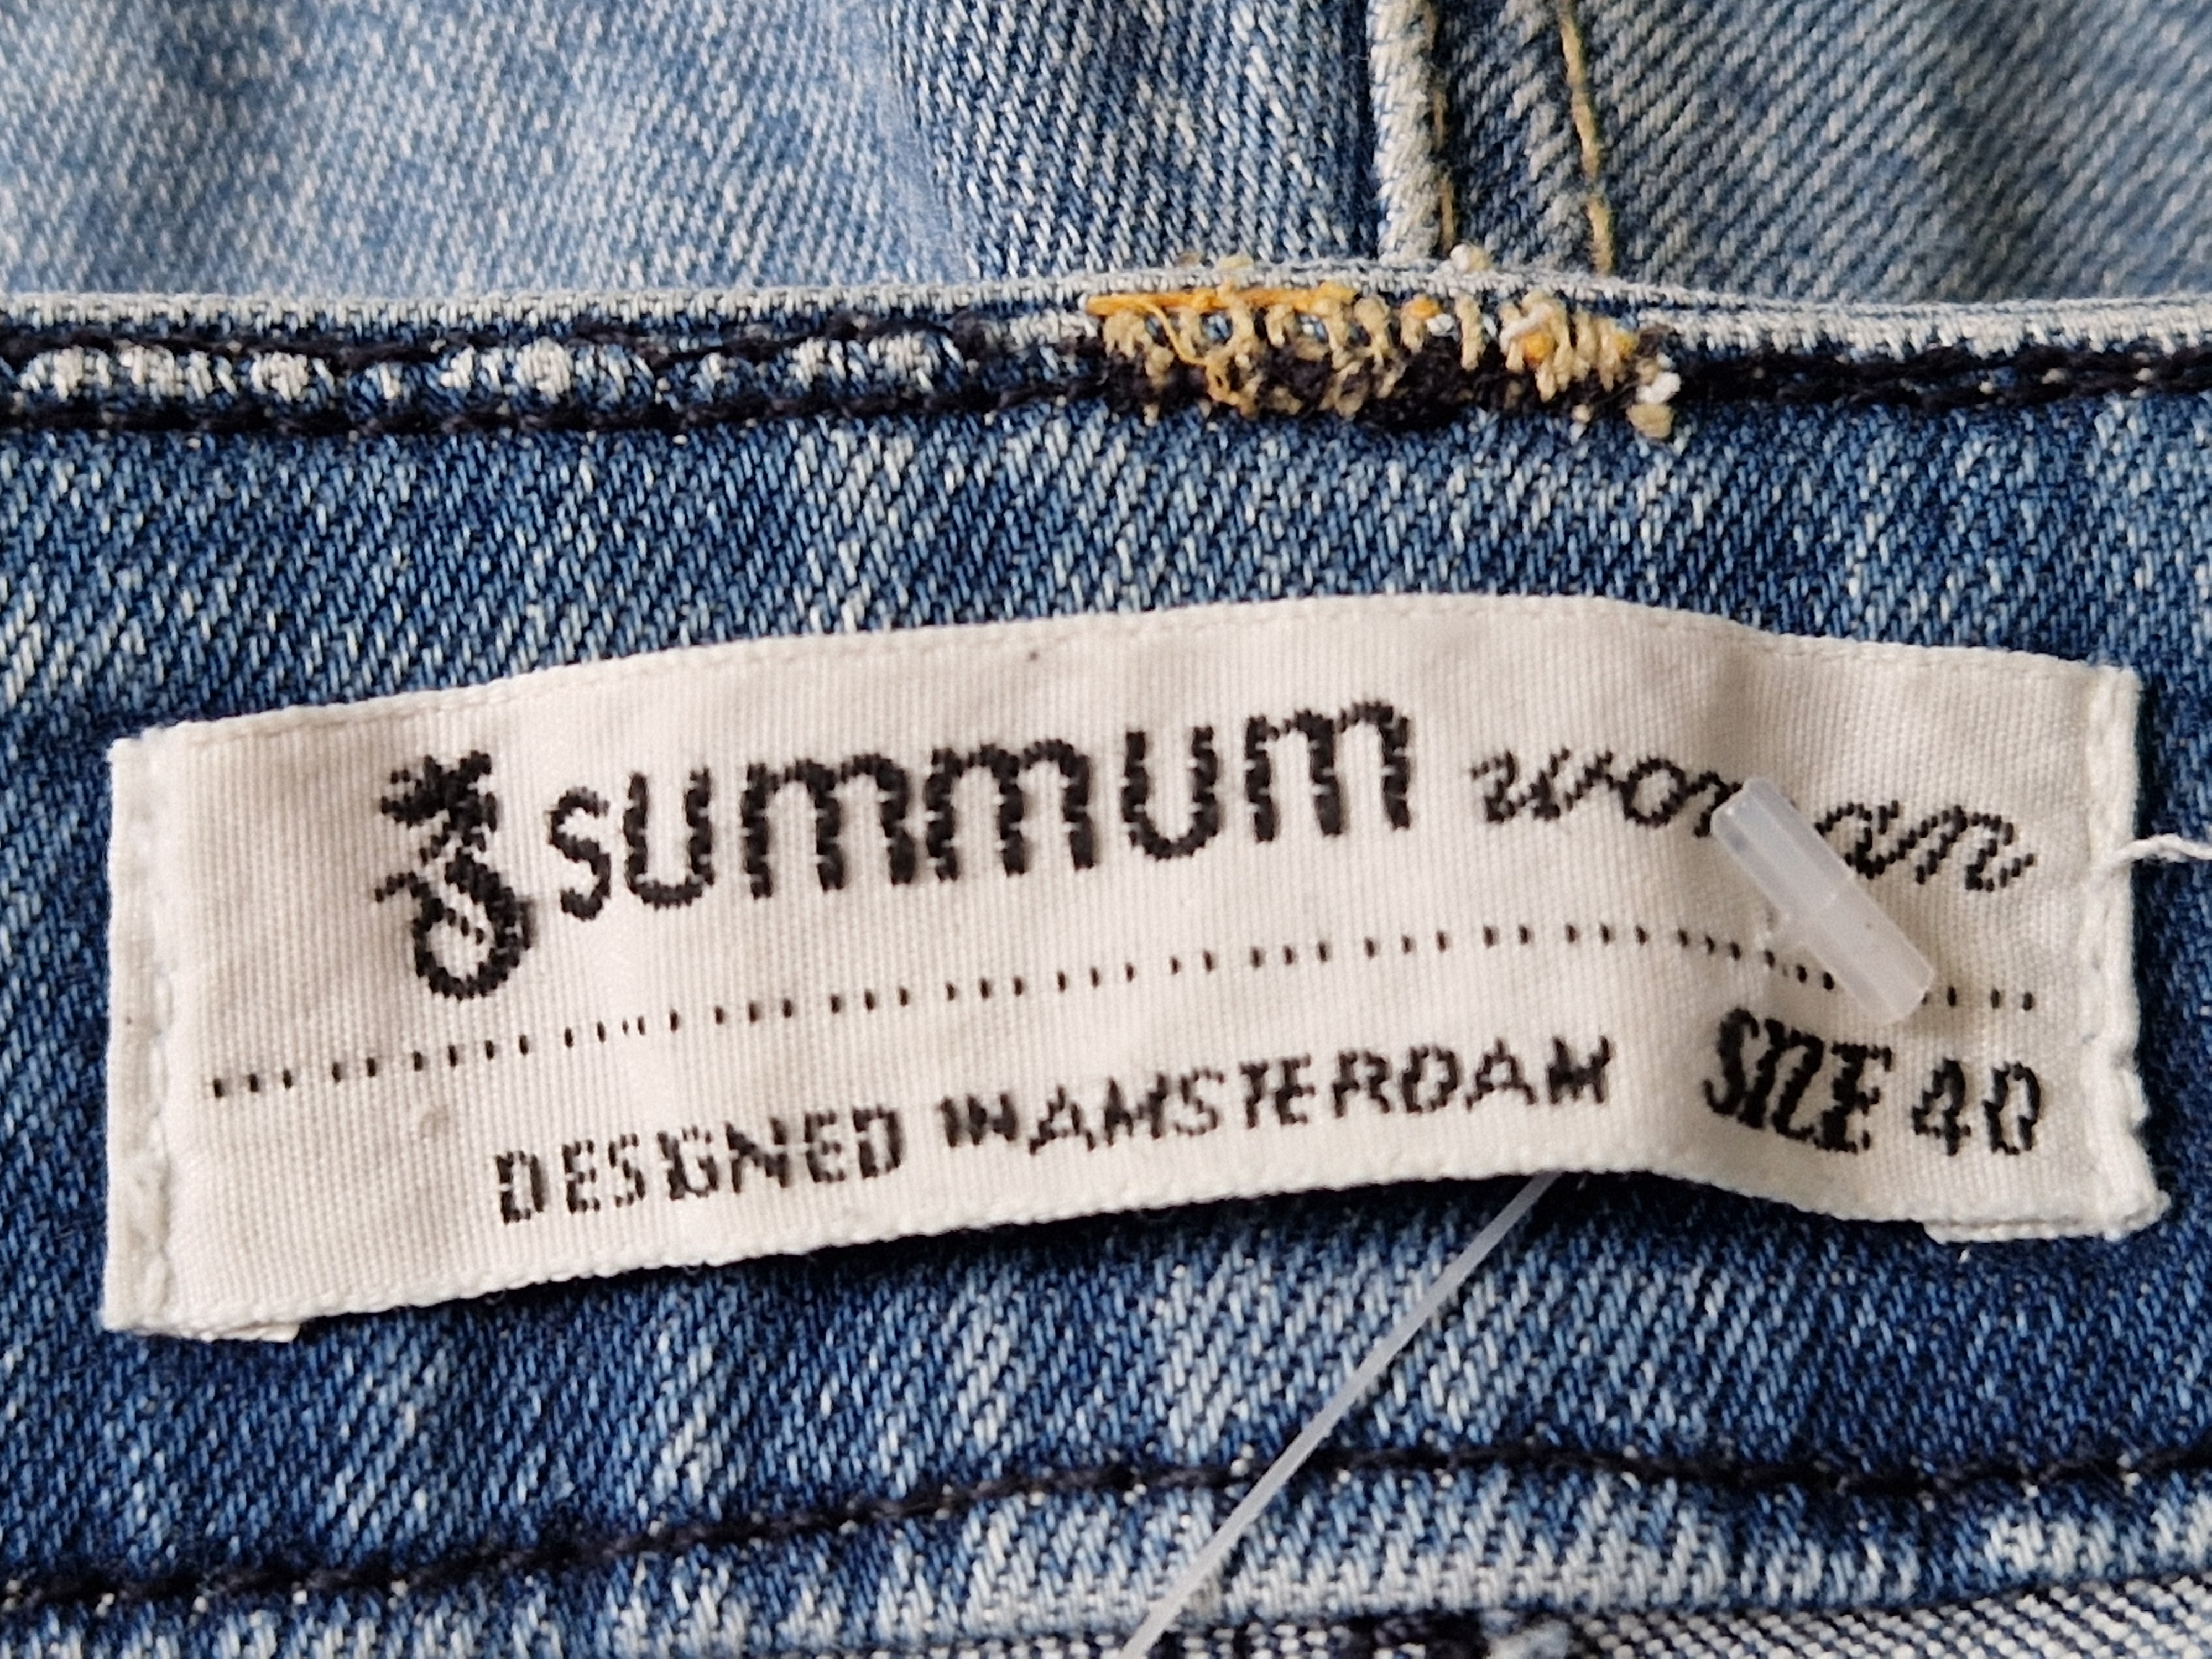 summum woman
DESIGNED IN AMSTERDAM SIZE 40